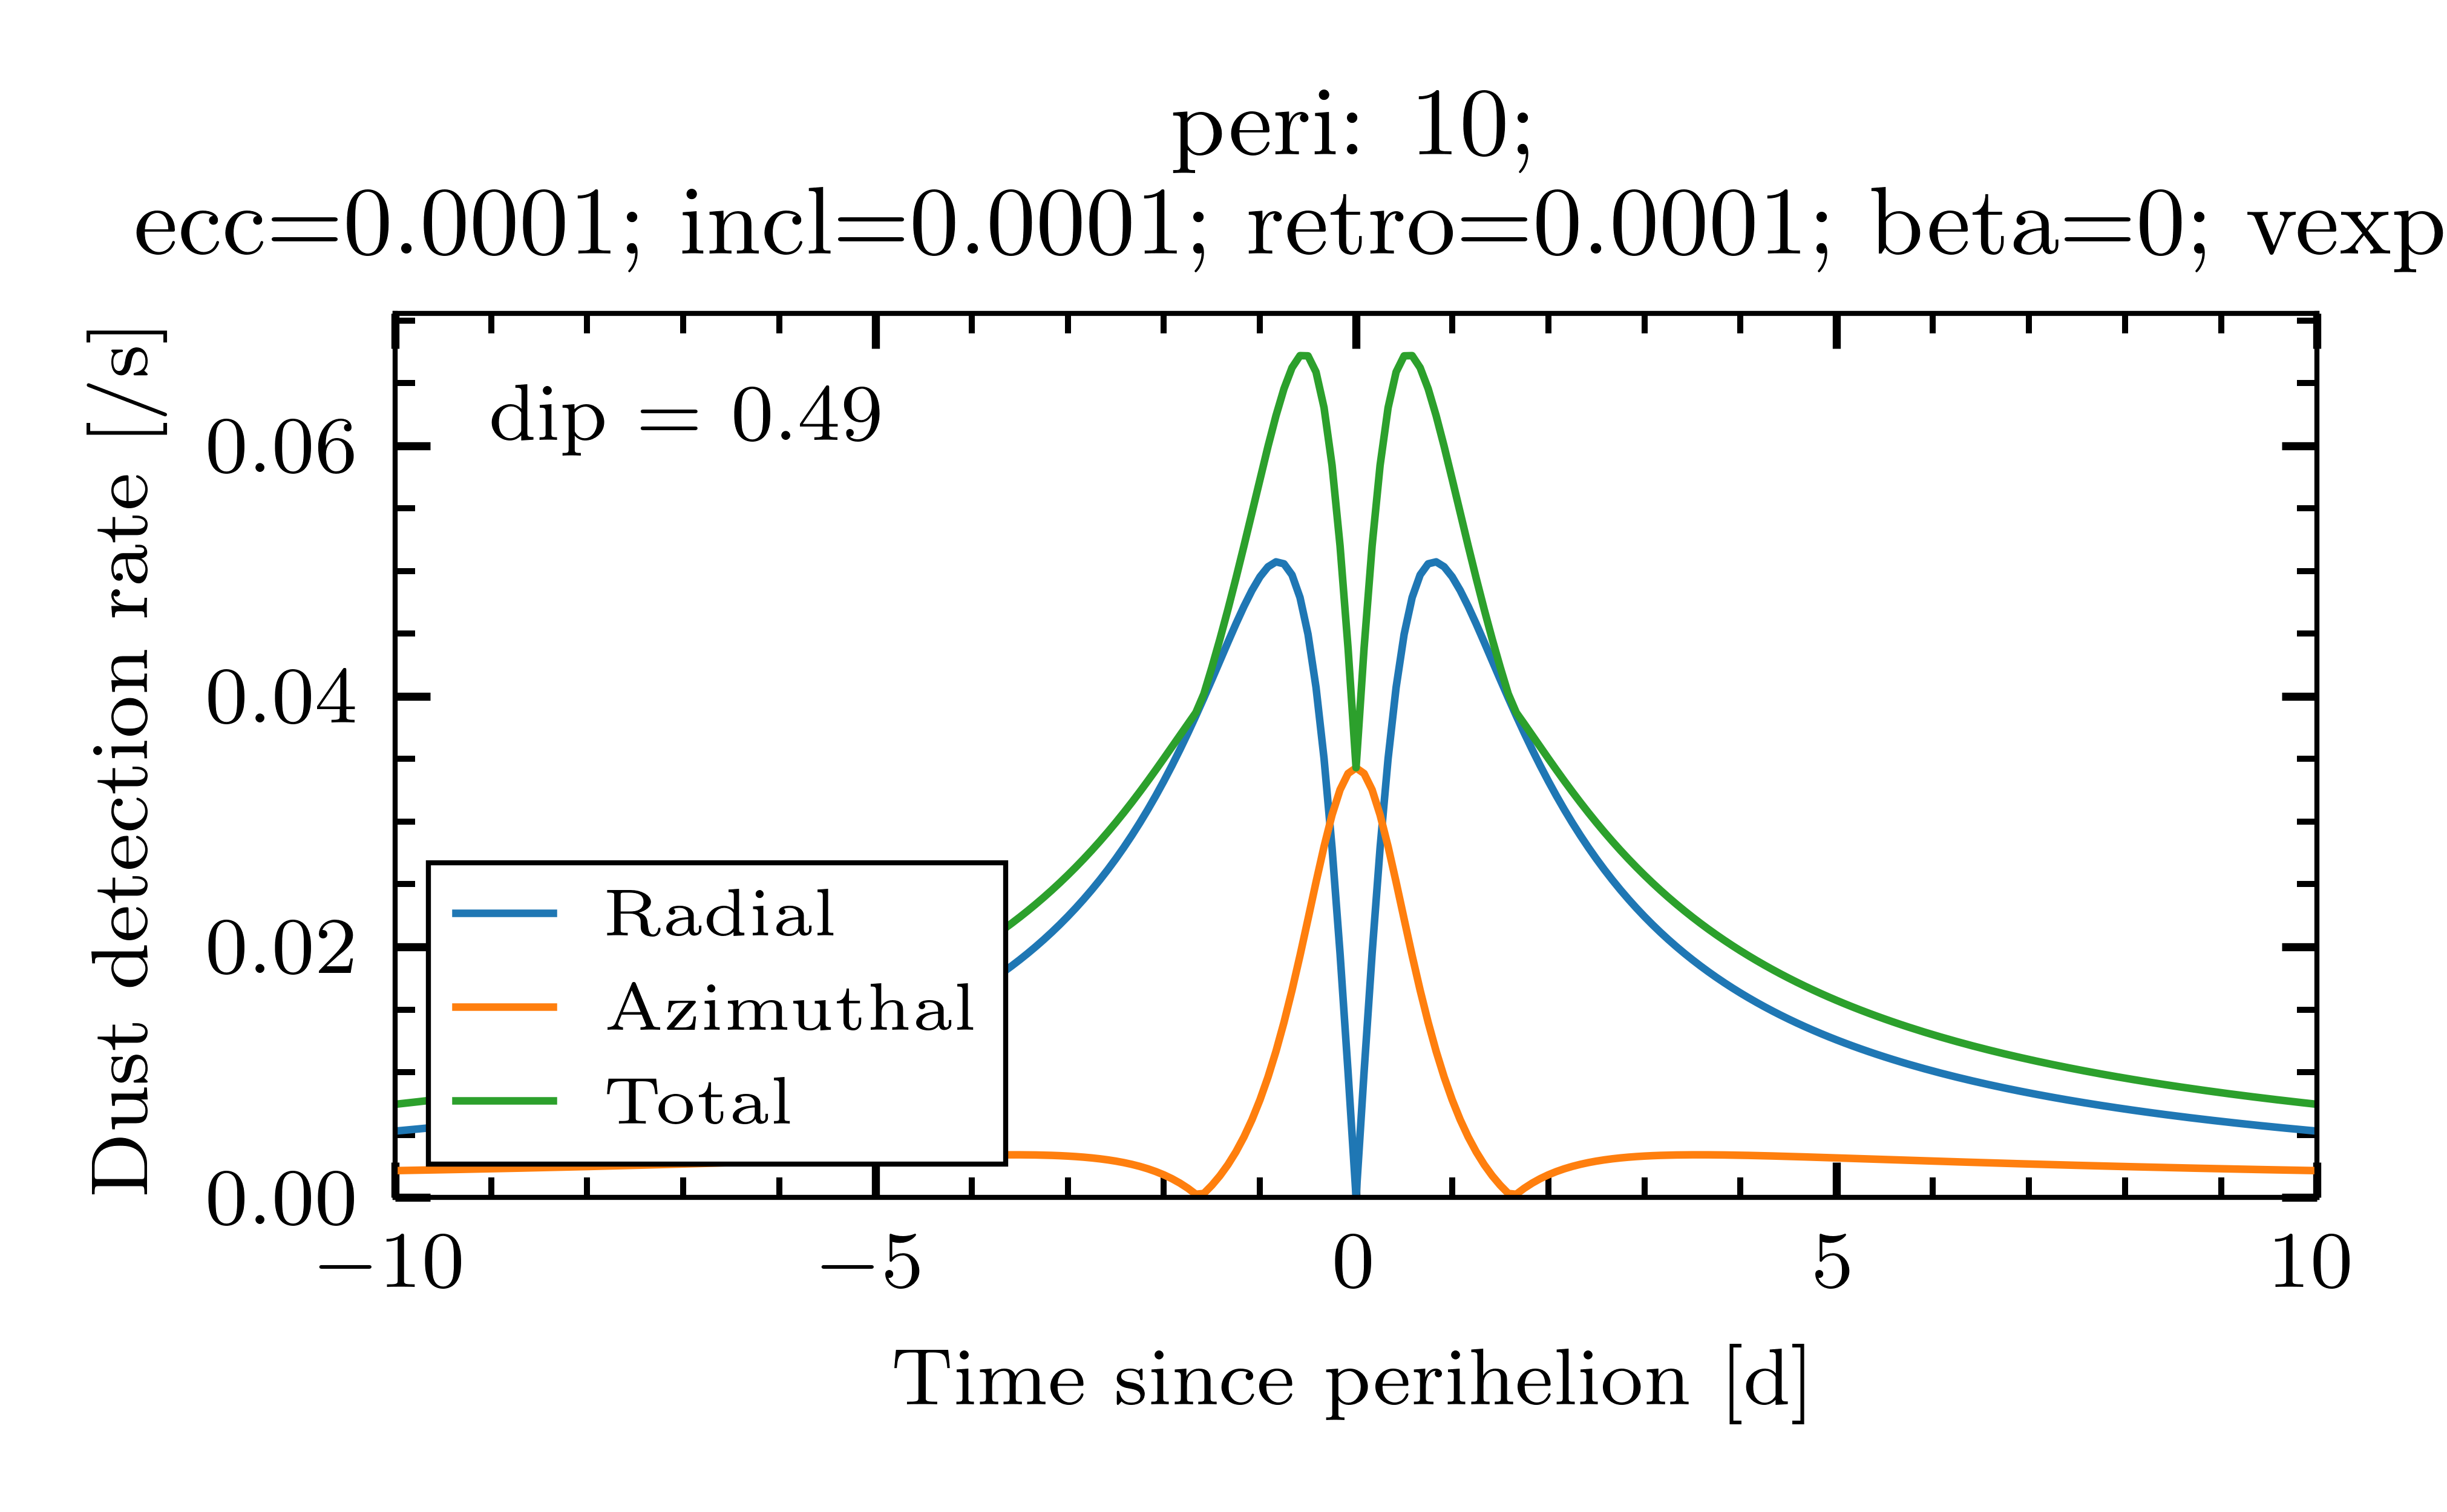 peri: 10;
ecc=0.0001; incl=0.0001; retro=0.0001; beta=0; vexp
Dust detection rate [/s]
dip = 0.49
0.06
0.04
0.02
0.00
Radial
Azimuthal
Total
−10
−5
0
5
10
Time since perihelion [d]